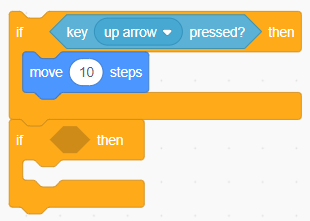 if key up arrow pressed? then
move 10 steps
if then